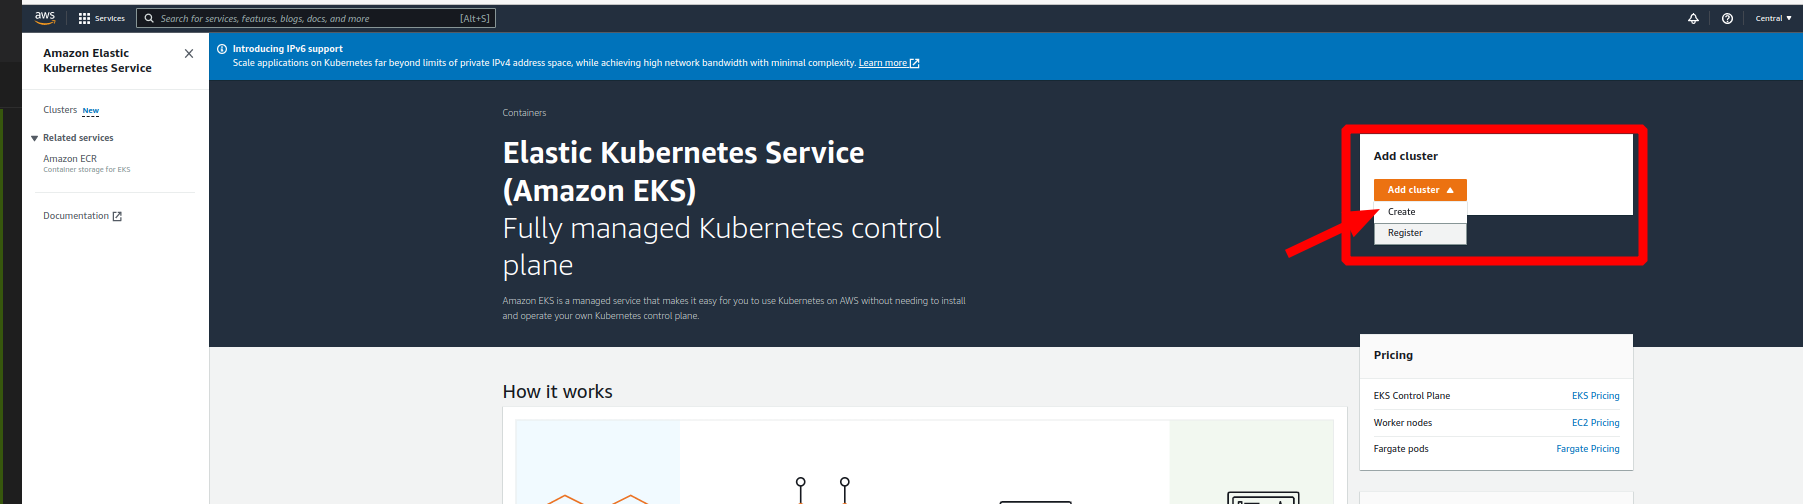 aws
Services
Search for services, features, blogs, docs, and more
[Alt+S]
Central
Amazon Elastic
Kubernetes Service
Clusters New
Related services
Amazon ECR
Container storage for EKS
Documentation
Introducing IPv6 support
Scale applications on Kubernetes far beyond limits of private IPv4 address space, while achieving high network bandwidth with minimal complexity. Learn more
Containers
Elastic Kubernetes Service
(Amazon EKS)
Fully managed Kubernetes control
plane
Amazon EKS is a managed service that makes it easy for you to use Kubernetes on AWS without needing to install
and operate your own Kubernetes control plane.
Add cluster
Add cluster
Create
Register
How it works
Pricing
EKS Control Plane EKS Pricing
Worker nodes EC2 Pricing
Fargate pods Fargate Pricing